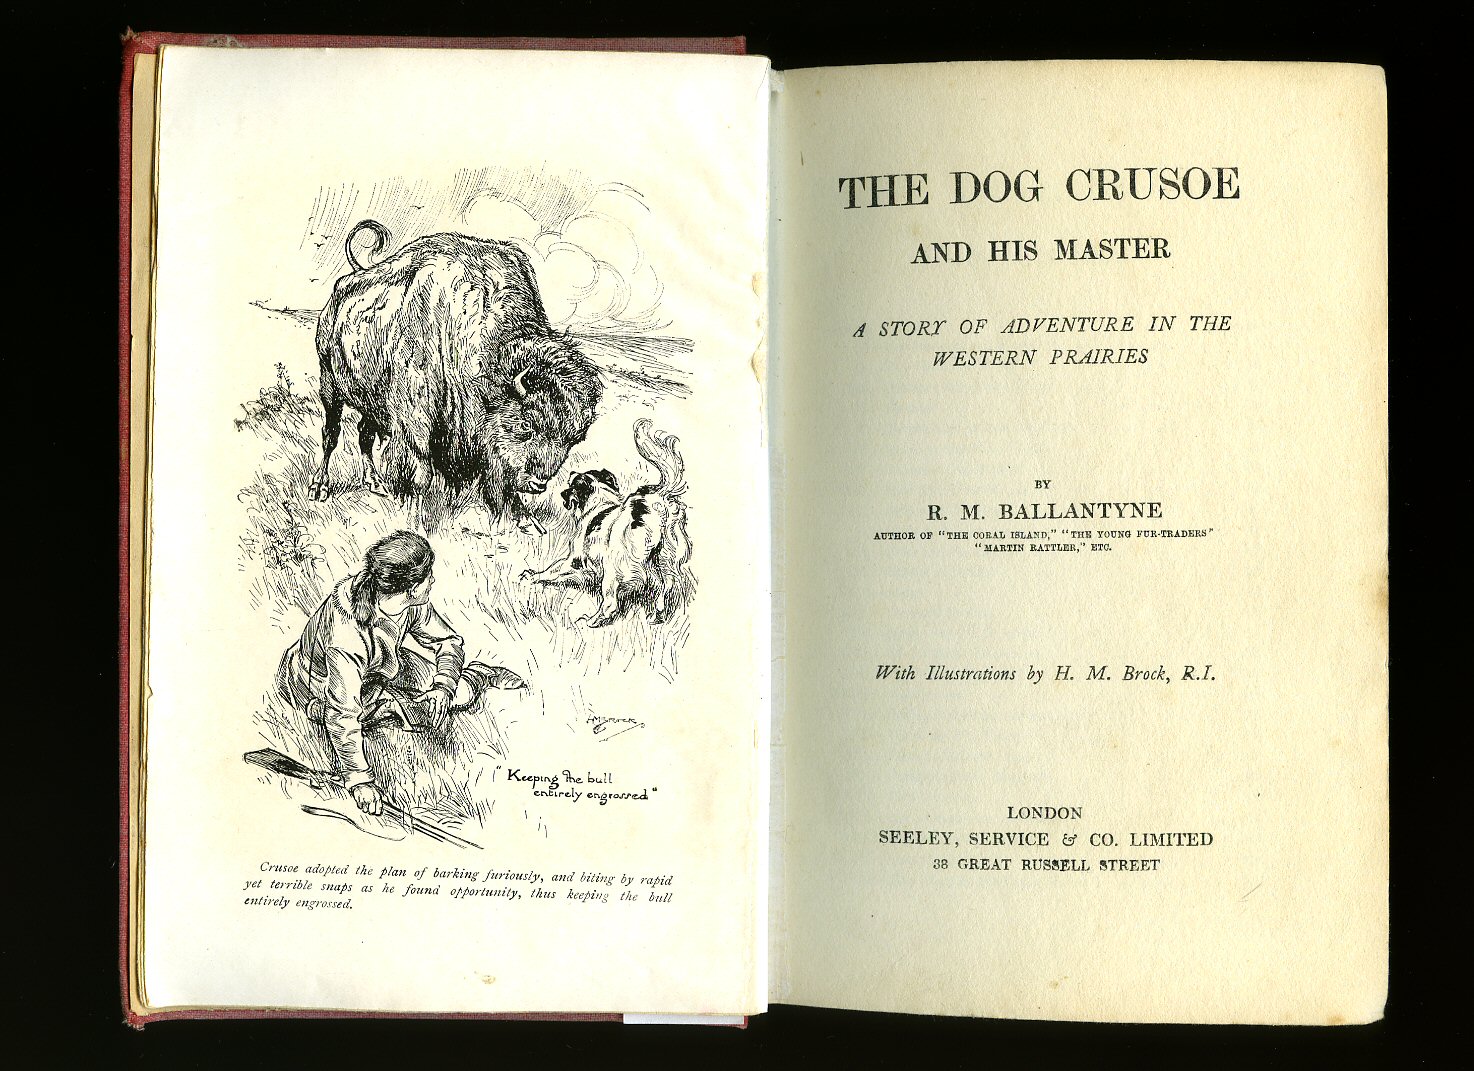 " Keeping the bull
entirely engrossed "
Crusoe adopted the plan of barking furiously, and biting by rapid
yet terrible snaps as he found opportunity, thus keeping the bull
entirely engrossed.
THE DOG CRUSOE
AND HIS MASTER
A STORY OF ADVENTURE IN THE
WESTERN PRAIRIES
BY
R. M. BALLANTYNE
AUTHOR OF "THE CORAL ISLAND," "THE YOUNG FUR-TRADERS"
"MARTIN RATTLER," ETC.
With Illustrations by H. M. Brock, R.I.
LONDON
SEELEY, SERVICE & CO. LIMITED
38 GREAT RUSSELL STREET